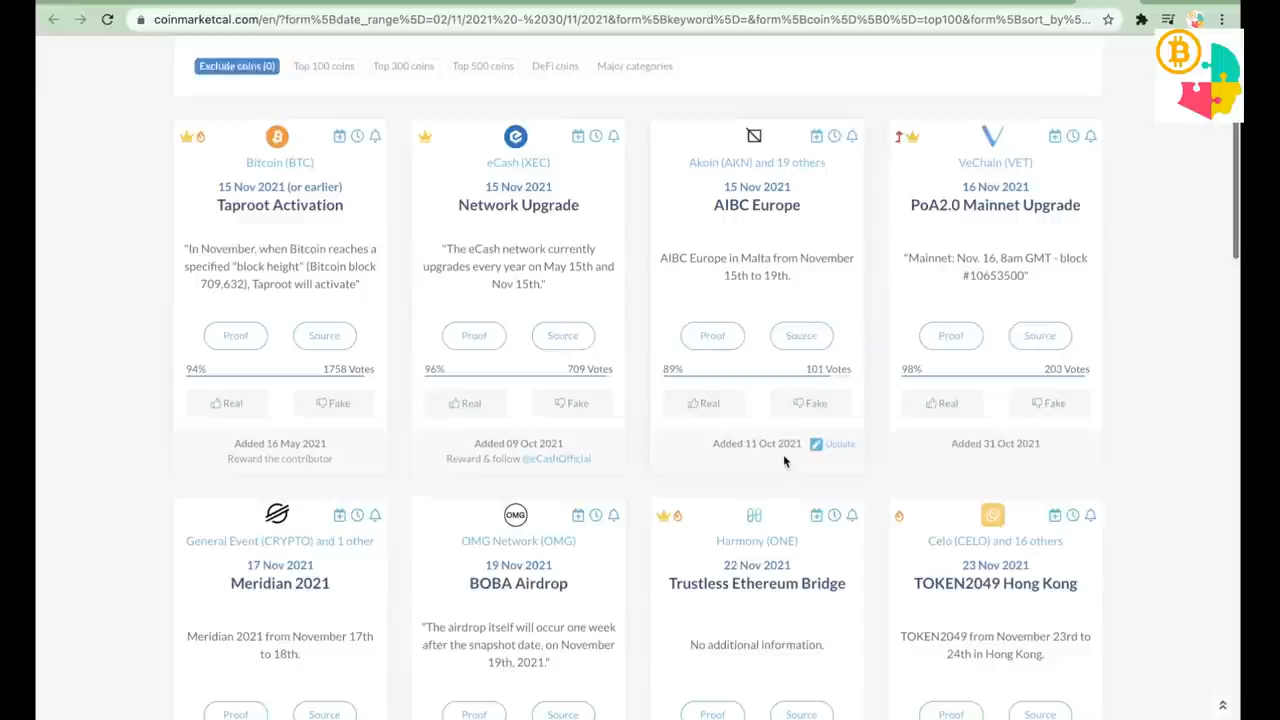 coinmarketcal.com/en/?form%5Bdate_range%5D=02/11/2021%20-%2030/11/2021&form%5Bkeyword%5D=&form%5Bcoin%5D%5B0%5D=top100&form%5Bsort_by%5...
Exclude coins (0) Top 100 coins Top 300 coins Top 500 coins DeFi coins Major categories
Bitcoin (BTC)
15 Nov 2021 (or earlier)
Taproot Activation
"In November, when Bitcoin reaches a
specified "block height" (Bitcoin block
709,632), Taproot will activate"
Proof Source
94% 1758 Votes
Real Fake
Added 16 May 2021
Reward the contributor
eCash (XEC)
15 Nov 2021
Network Upgrade
"The eCash network currently
upgrades every year on May 15th and
Nov 15th."
Proof Source
96% 709 Votes
Real Fake
Added 09 Oct 2021
Reward & follow @eCashOfficial
Akoin (AKN) and 19 others
15 Nov 2021
AIBC Europe
AIBC Europe in Malta from November
15th to 19th.
Proof Source
89% 101 Votes
Real Fake
Added 11 Oct 2021 Update
VeChain (VET)
16 Nov 2021
PoA2.0 Mainnet Upgrade
"Mainnet: Nov. 16, 8am GMT - block
#10653500"
Proof Source
98% 203 Votes
Real Fake
Added 31 Oct 2021
General Event (CRYPTO) and 1 other
17 Nov 2021
Meridian 2021
Meridian 2021 from November 17th
to 18th.
Proof Source
OMG
OMG Network (OMG)
19 Nov 2021
BOBA Airdrop
"The airdrop itself will occur one week
after the snapshot date, on November
19th, 2021."
Proof Source
Harmony (ONE)
22 Nov 2021
Trustless Ethereum Bridge
No additional information.
Proof Source
Celo (CELO) and 16 others
23 Nov 2021
TOKEN2049 Hong Kong
TOKEN2049 from November 23rd to
24th in Hong Kong.
Proof Source